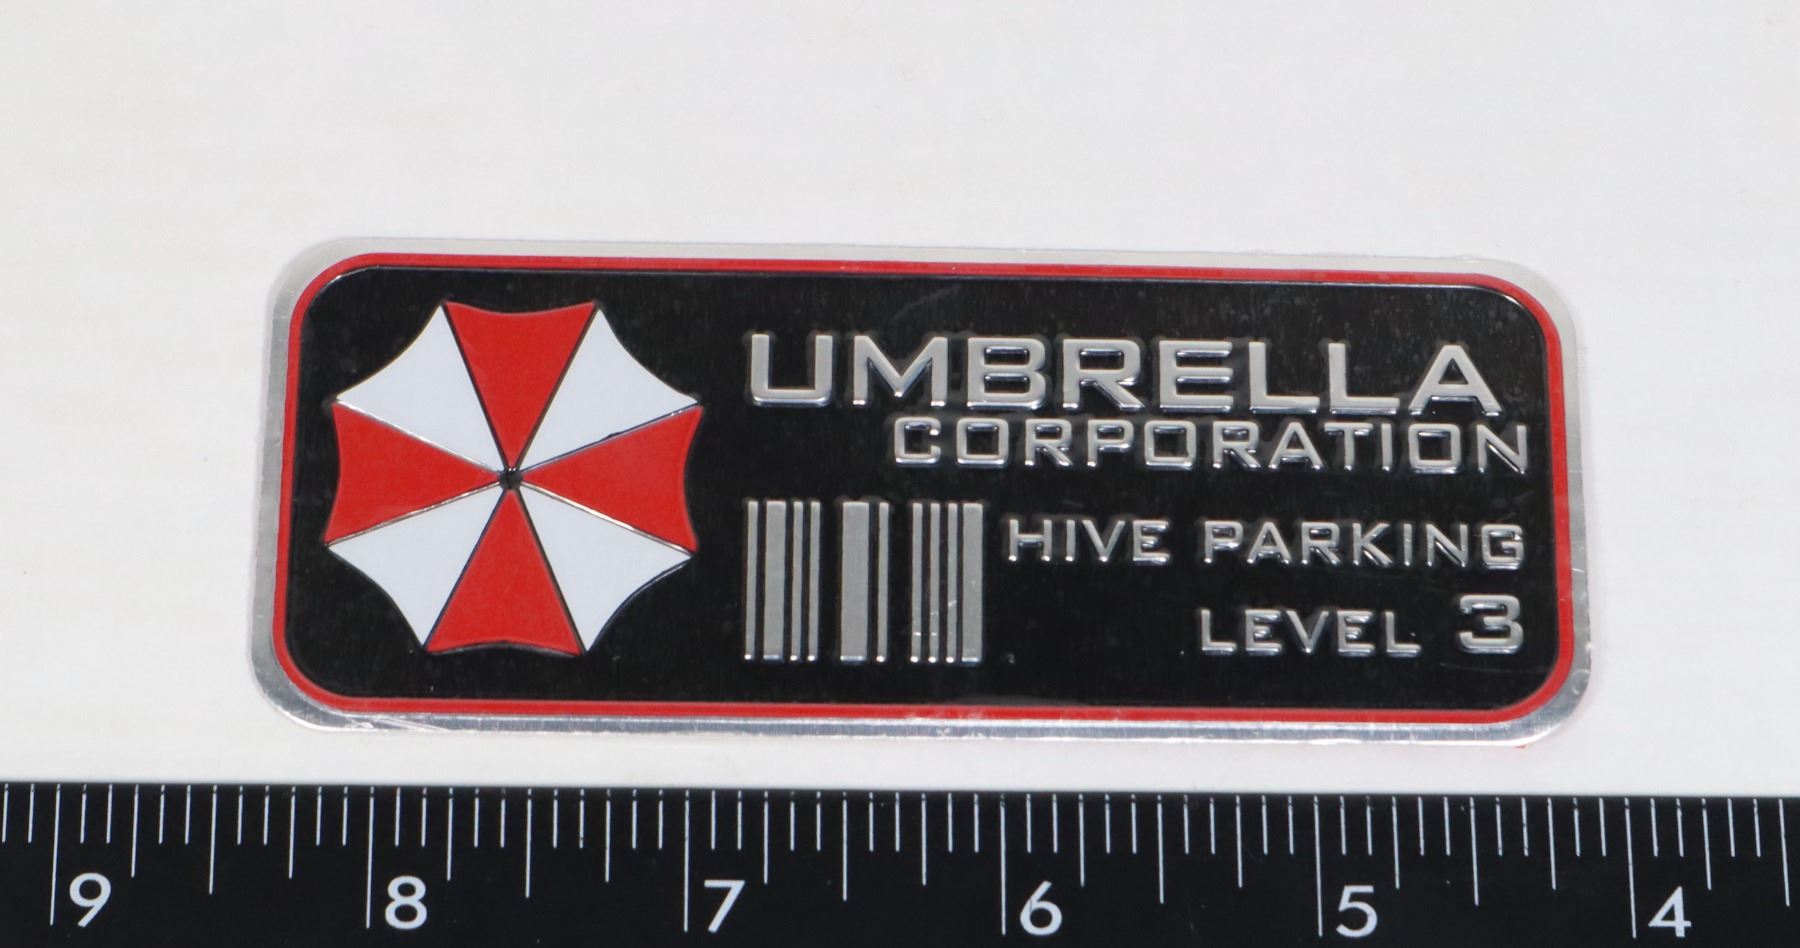 UMBRELLA
CORPORATION
HIVE PARKING
LEVEL 3
9 8 7 6 5 4